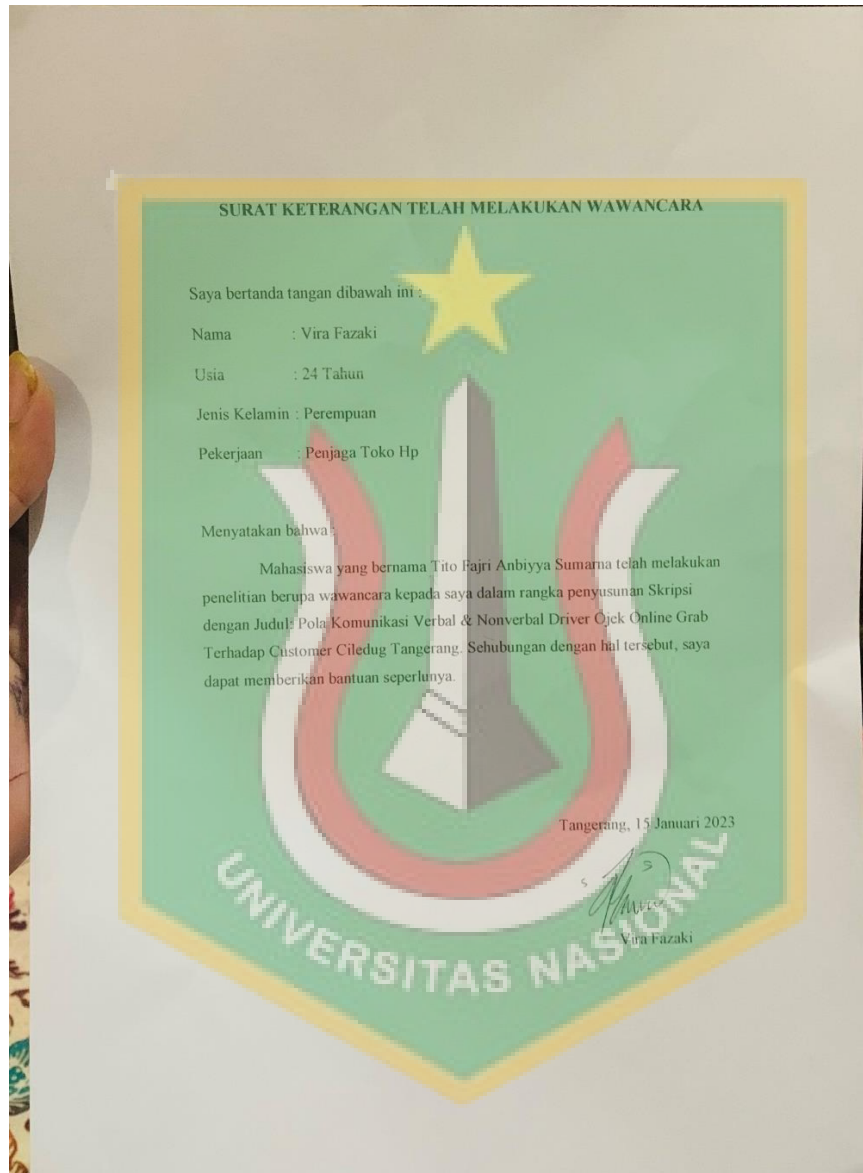 SURAT KETERANGAN TELAH MELAKUKAN WAWANCARA
Saya bertanda tangan dibawah ini :
Nama : Vira Fazaki
Usia : 24 Tahun
Jenis Kelamin : Perempuan
Pekerjaan : Penjaga Toko Hp
Menyatakan bahwa :
Mahasiswa yang bernama Tito Fajri Anbiyya Sumarna telah melakukan
penelitian berupa wawancara kepada saya dalam rangka penyusunan Skripsi
dengan Judul: Pola Komunikasi Verbal & Nonverbal Driver Ojek Online Grab
Terhadap Customer Ciledug Tangerang. Sehubungan dengan hal tersebut, saya
dapat memberikan bantuan seperlunya.
Tangerang, 15 Januari 2023
Vira Fazaki
UNIVERSITAS NASIONAL